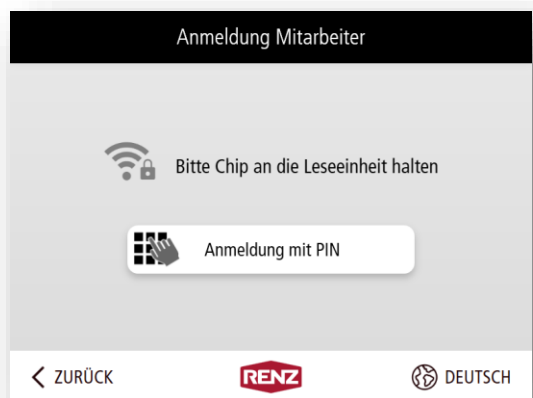 Anmeldung Mitarbeiter
Bitte Chip an die Leseeinheit halten
Anmeldung mit PIN
ZURÜCK
RENZ
DEUTSCH